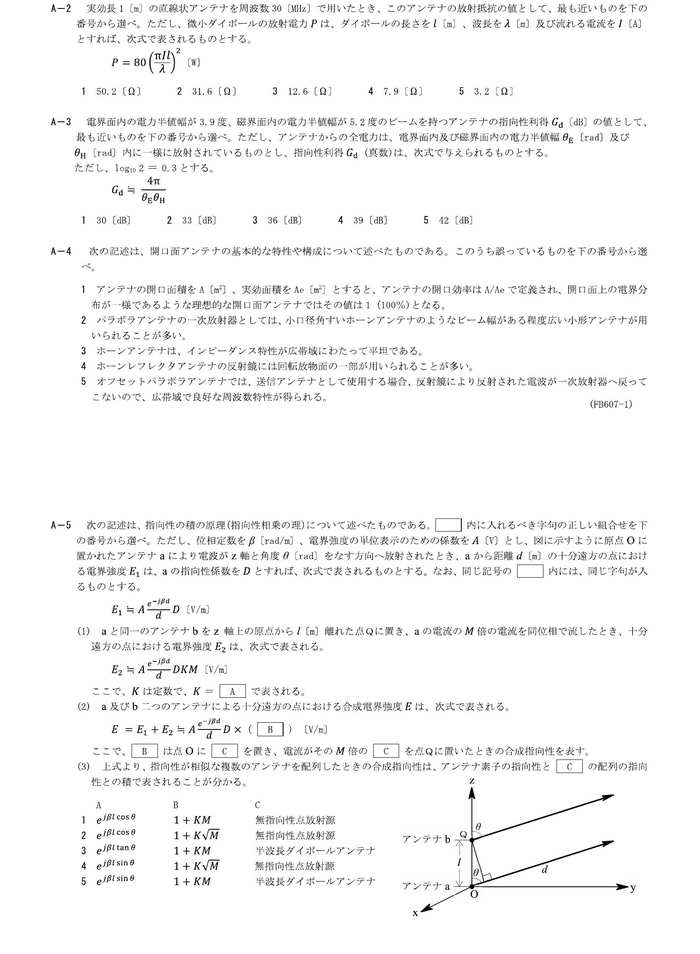 A－2　実効長1〔m〕の直線状アンテナを周波数30〔MHz〕で用いたとき、このアンテナの放射抵抗の値として、最も近いものを下の
番号から選べ。ただし、微小ダイポールの放射電力 P は、ダイポールの長さを l〔m〕、波長を λ〔m〕及び流れる電流を I〔A〕
とすれば、次式で表されるものとする。
P = 80 (πIl/λ)² 〔W〕
1　50.2〔Ω〕　2　31.6〔Ω〕　3　12.6〔Ω〕　4　7.9〔Ω〕　5　3.2〔Ω〕
A－3　電界面内の電力半値幅が3.9度、磁界面内の電力半値幅が5.2度のビームを持つアンテナの指向性利得 Gd〔dB〕の値として、
最も近いものを下の番号から選べ。ただし、アンテナからの全電力は、電界面内及び磁界面内の電力半値幅 θE〔rad〕及び
θH〔rad〕内に一様に放射されているものとし、指向性利得 Gd（真数）は、次式で与えられるものとする。
ただし、log₁₀ 2 ＝ 0.3とする。
Gd ≒ 4π/θEθH
1　30〔dB〕　2　33〔dB〕　3　36〔dB〕　4　39〔dB〕　5　42〔dB〕
A－4　次の記述は、開口面アンテナの基本的な特性や構成について述べたものである。このうち誤っているものを下の番号から選
べ。
1　アンテナの開口面積をA〔m²〕、実効面積をAe〔m²〕とすると、アンテナの開口効率はA/Aeで定義され、開口面上の電界分
布が一様であるような理想的な開口面アンテナではその値は1（100％）となる。
2　パラボラアンテナの一次放射器としては、小口径角すいホーンアンテナのようなビーム幅がある程度広い小形アンテナが用
いられることが多い。
3　ホーンアンテナは、インピーダンス特性が広帯域にわたって平坦である。
4　ホーンレフレクタアンテナの反射鏡には回転放物面の一部が用いられることが多い。
5　オフセットパラボラアンテナでは、送信アンテナとして使用する場合、反射鏡により反射された電波が一次放射器へ戻って
こないので、広帯域で良好な周波数特性が得られる。
(FB607-1)
A－5　次の記述は、指向性の積の原理(指向性相乗の理)について述べたものである。　　内に入れるべき字句の正しい組合せを下
の番号から選べ。ただし、位相定数を β〔rad/m〕、電界強度の単位表示のための係数を A〔V〕とし、図に示すように原点Oに
置かれたアンテナaにより電波がz軸と角度 θ〔rad〕をなす方向へ放射されたとき、aから距離 d〔m〕の十分遠方の点におけ
る電界強度 E₁ は、aの指向性係数を D とすれば、次式で表されるものとする。なお、同じ記号の　　内には、同じ字句が入
るものとする。
E₁ ≒ A e^{-jβd}/d D〔V/m〕
(1)　aと同一のアンテナbをz 軸上の原点から l〔m〕離れた点Qに置き、aの電流の M 倍の電流を同位相で流したとき、十分
遠方の点における電界強度 E₂ は、次式で表される。
E₂ ≒ A e^{-jβd}/d DKM〔V/m〕
ここで、K は定数で、K ＝ A で表される。
(2)　a及びb二つのアンテナによる十分遠方の点における合成電界強度 E は、次式で表される。
E = E₁ + E₂ ≒ A e^{-jβd}/d D × ( B )〔V/m〕
ここで、 B は点Oに C を置き、電流がその M 倍の C を点Qに置いたときの合成指向性を表す。
(3)　上式より、指向性が相似な複数のアンテナを配列したときの合成指向性は、アンテナ素子の指向性と C の配列の指向
性との積で表されることが分かる。
A　B　C
1　e^{jβl cos θ}　1 + KM　無指向性点放射源
2　e^{jβl cos θ}　1 + K√M　無指向性点放射源
3　e^{jβl tan θ}　1 + KM　半波長ダイポールアンテナ
4　e^{jβl sin θ}　1 + K√M　無指向性点放射源
5　e^{jβl sin θ}　1 + KM　半波長ダイポールアンテナ
z
θ
アンテナb Q
l
θ
d
アンテナa
O
y
x